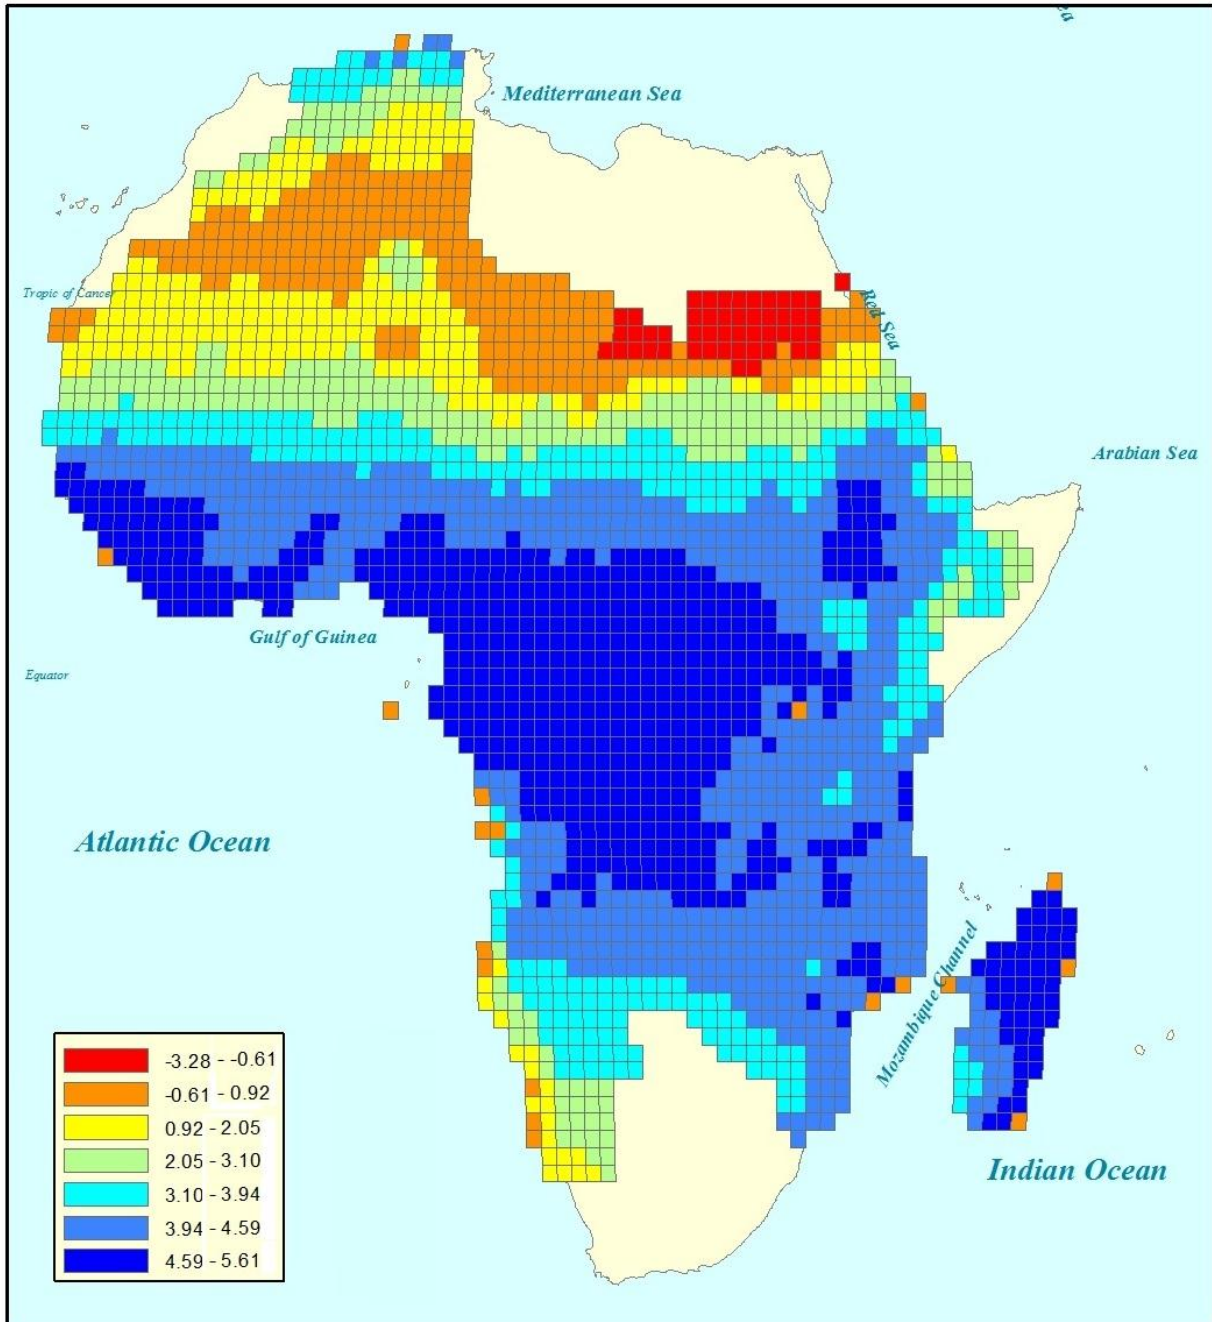 ea
Mediterranean Sea
Tropic of Cancer
Red Sea
Arabian Sea
Gulf of Guinea
Equator
Atlantic Ocean
Mozambique Channel
Indian Ocean
-3.28 - -0.61
-0.61 - 0.92
0.92 - 2.05
2.05 - 3.10
3.10 - 3.94
3.94 - 4.59
4.59 - 5.61